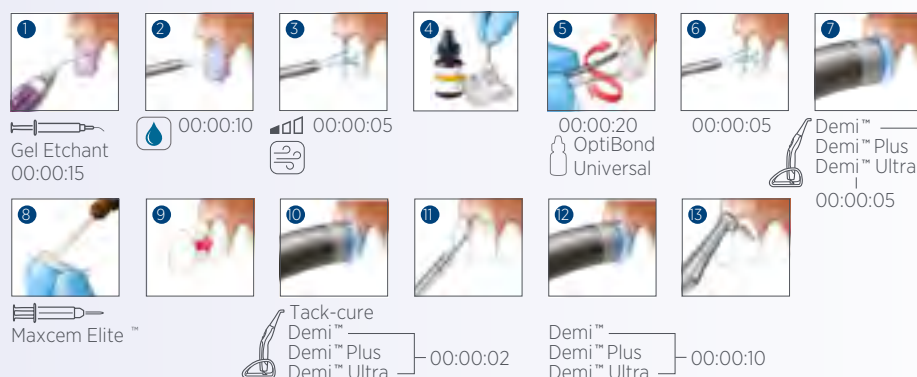 1
2
3
4
5
6
7
Gel Etchant
00:00:15
00:00:10
00:00:05
00:00:20
OptiBond
Universal
00:00:05
Demi™
Demi™ Plus
Demi™ Ultra
00:00:05
8
9
10
11
12
13
Maxcem Elite ™
Tack-cure
Demi™
Demi™ Plus
Demi™ Ultra
00:00:02
Demi™
Demi™ Plus
Demi™ Ultra
00:00:10